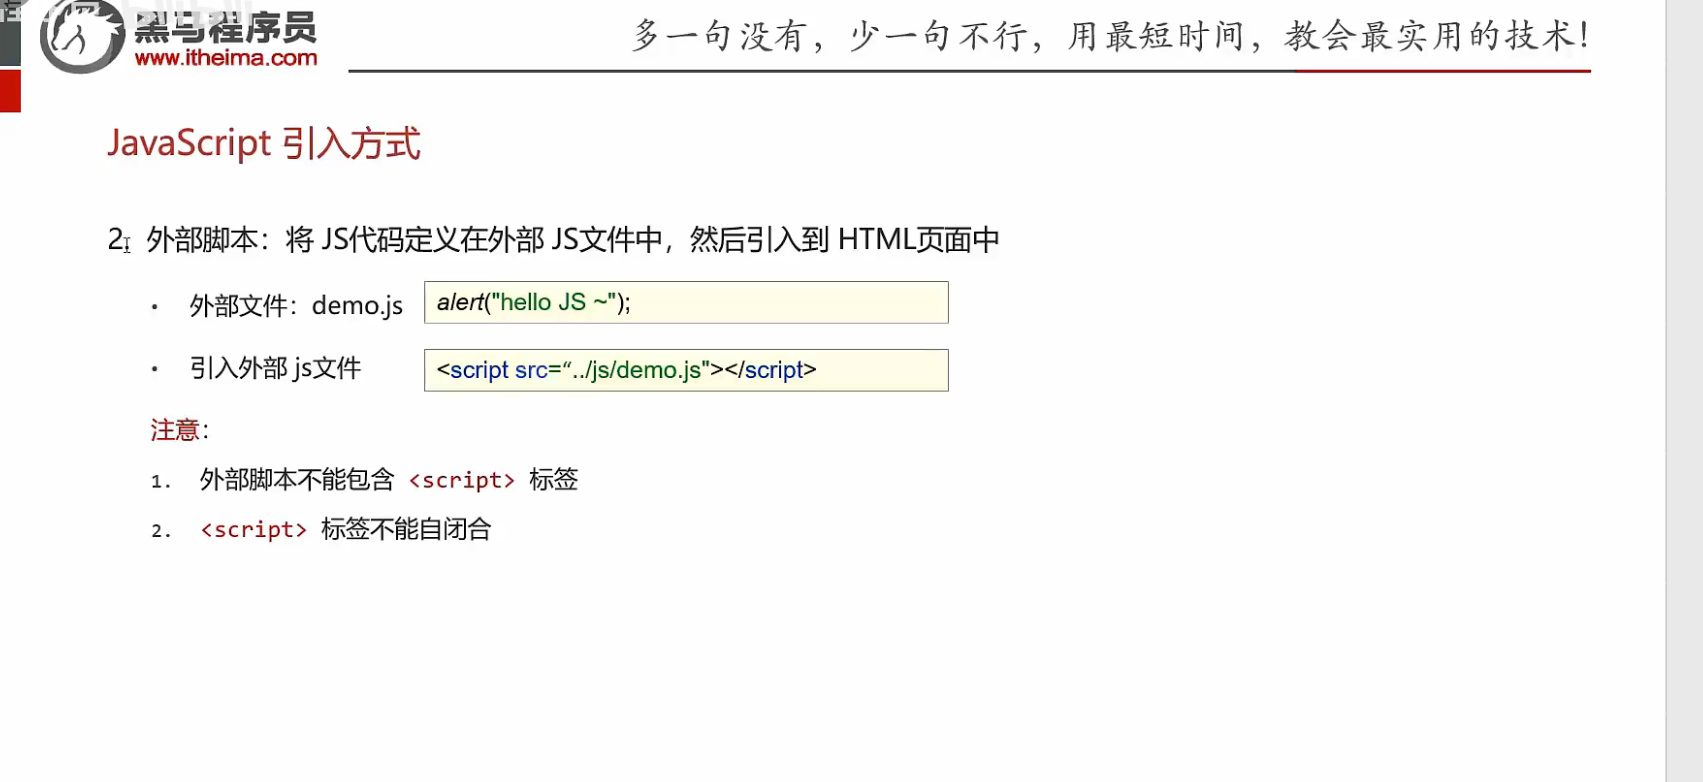 黑马程序员
www.itheima.com
多一句没有，少一句不行，用最短时间，教会最实用的技术！
JavaScript 引入方式
2. 外部脚本：将 JS代码定义在外部 JS文件中，然后引入到 HTML页面中
• 外部文件：demo.js
alert("hello JS ~");
• 引入外部 js文件
<script src=“../js/demo.js"></script>
注意：
1. 外部脚本不能包含 <script> 标签
2. <script> 标签不能自闭合